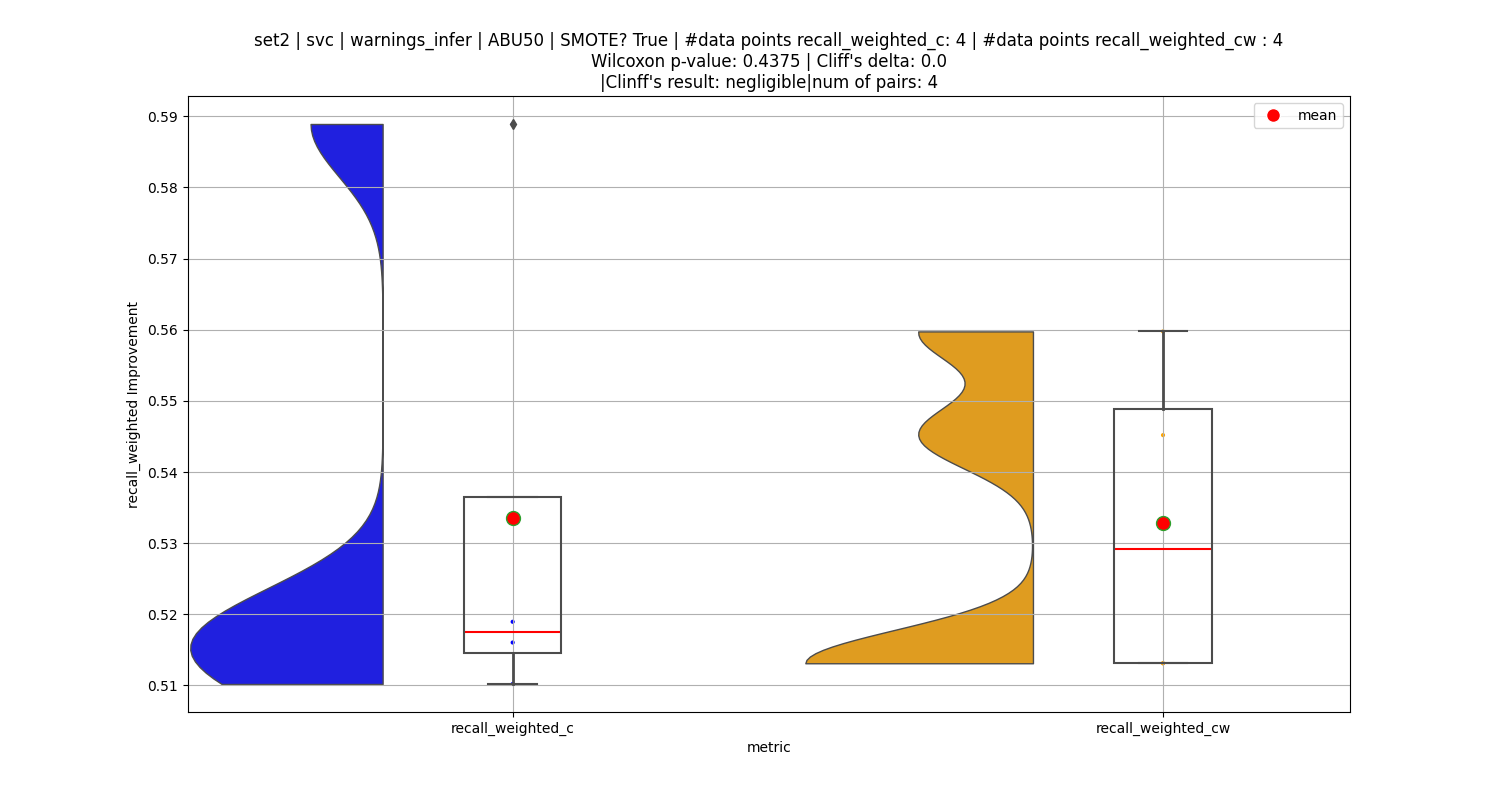 set2 | svc | warnings_infer | ABU50 | SMOTE? True | #data points recall_weighted_c: 4 | #data points recall_weighted_cw : 4
Wilcoxon p-value: 0.4375 | Cliff's delta: 0.0
|Clinff's result: negligible|num of pairs: 4
mean
0.59
0.58
0.57
0.56
0.55
0.54
0.53
0.52
0.51
recall_weighted Improvement
recall_weighted_c
recall_weighted_cw
metric